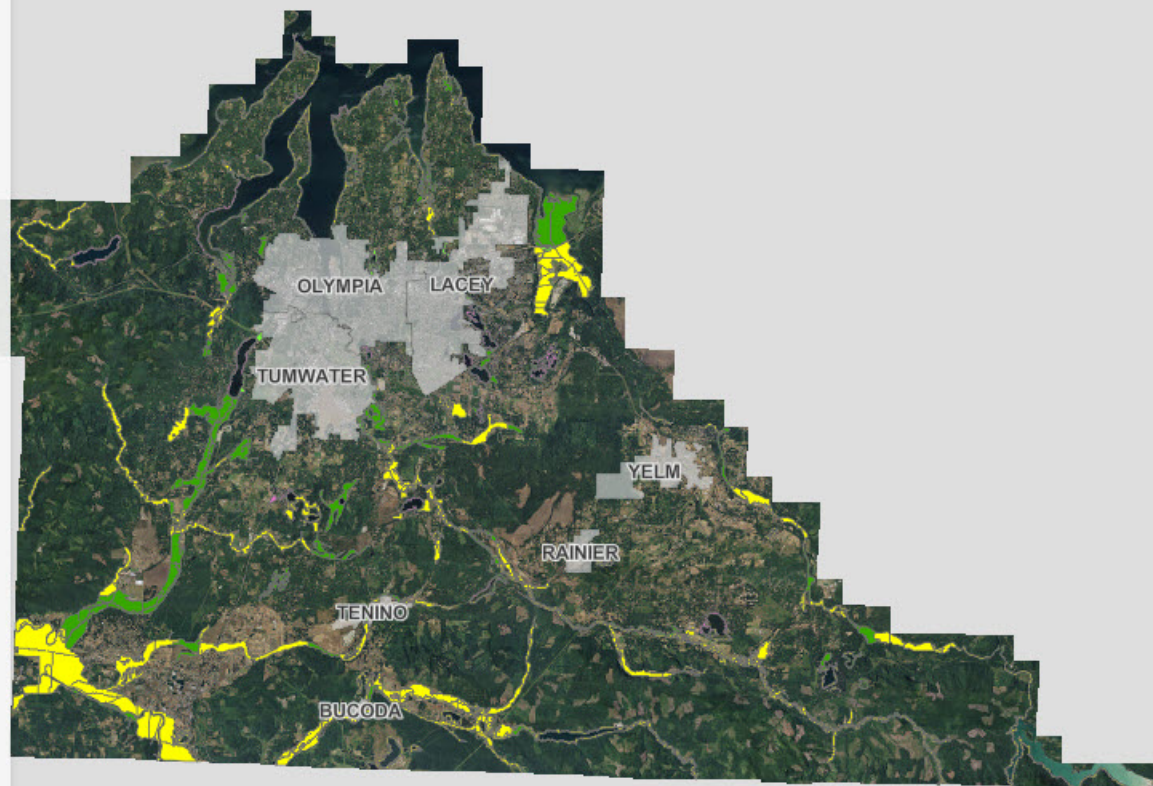 OLYMPIA
LACEY
TUMWATER
YELM
RAINIER
TENINO
BUCODA